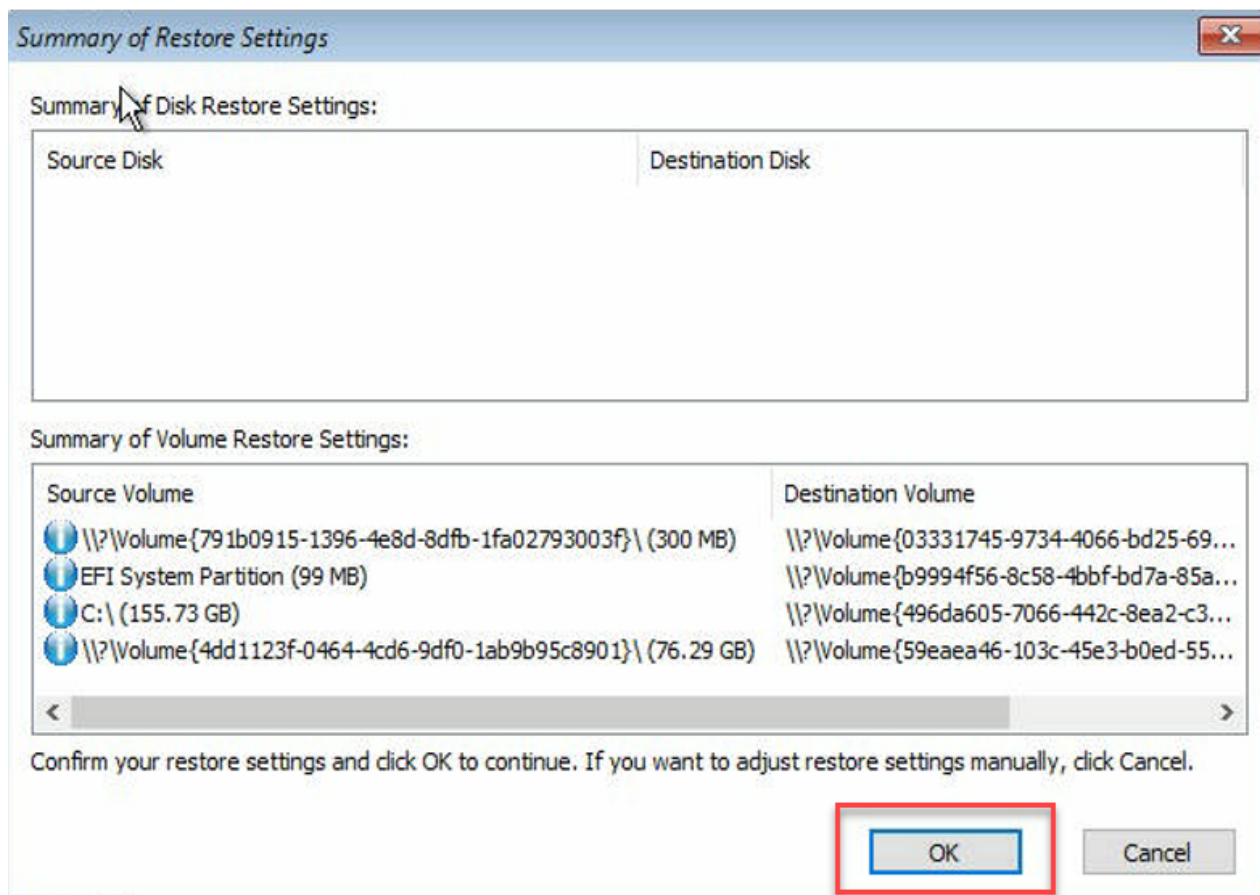 Summary of Restore Settings
Summary of Disk Restore Settings:
Source Disk Destination Disk
Summary of Volume Restore Settings:
Source Volume Destination Volume
\\?\Volume{791b0915-1396-4e8d-8dfb-1fa02793003f}\ (300 MB) \\?\Volume{03331745-9734-4066-bd25-69...
EFI System Partition (99 MB) \\?\Volume{b9994f56-8c58-4bbf-bd7a-85a...
C:\ (155.73 GB) \\?\Volume{496da605-7066-442c-8ea2-c3...
\\?\Volume{4dd1123f-0464-4cd6-9df0-1ab9b95c8901}\ (76.29 GB) \\?\Volume{59eaea46-103c-45e3-b0ed-55...
Confirm your restore settings and click OK to continue. If you want to adjust restore settings manually, click Cancel.
OK Cancel